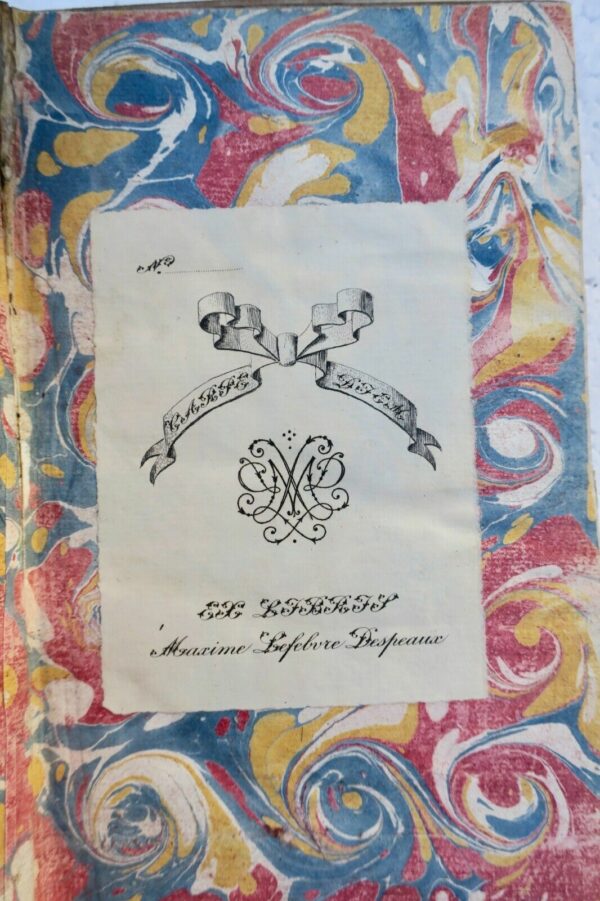 N°
CARPE DIEM
EX LIBRIS
Maxime Lefebvre Despeaux